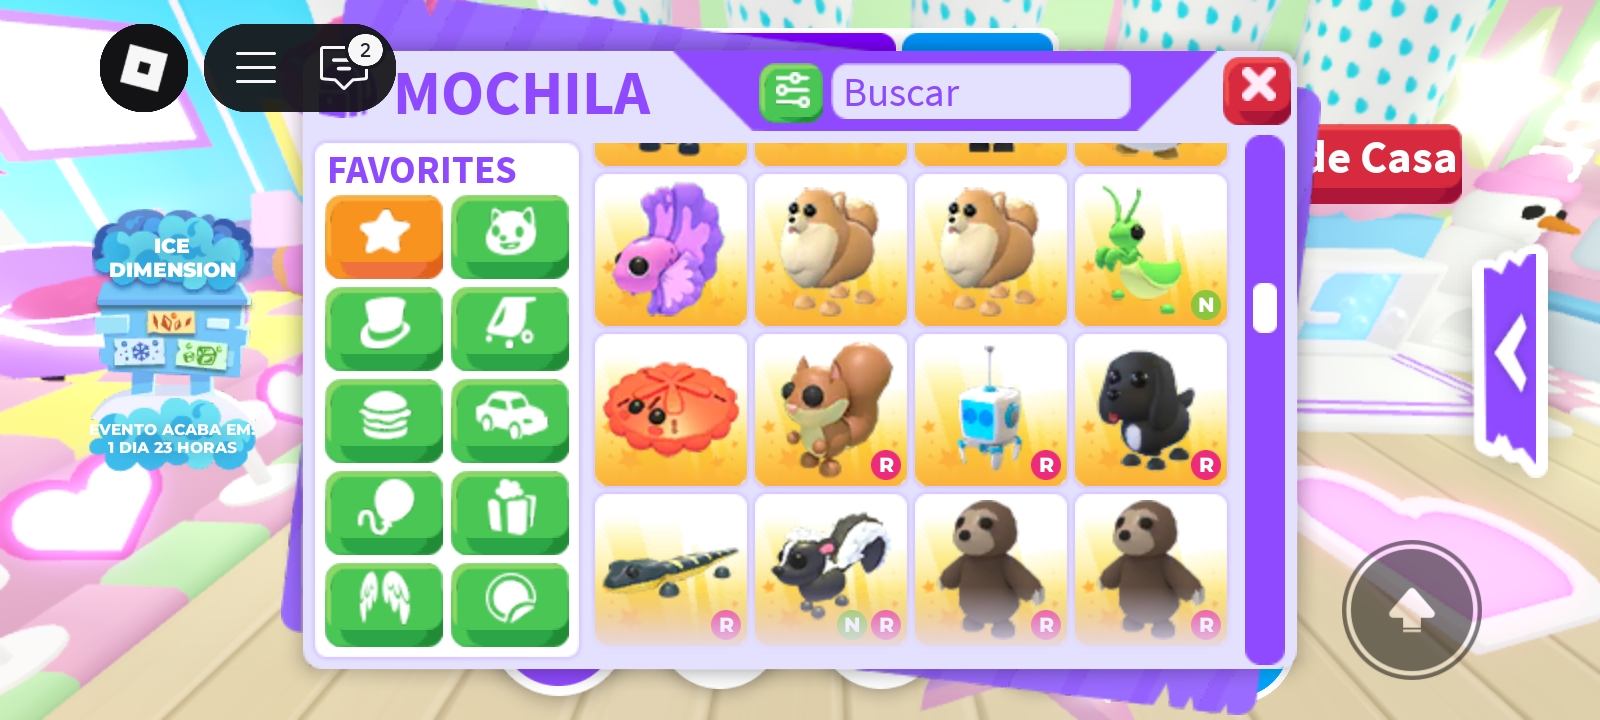 2
MOCHILA
Buscar
de Casa
FAVORITES
ICE
DIMENSION
N
R
R
R
EVENTO ACABA EM:
1 DIA 23 HORAS
R
N
R
R
R